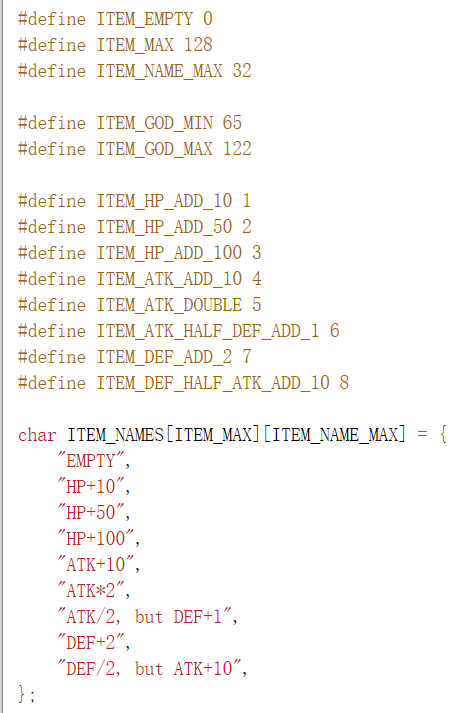 #define ITEM_EMPTY 0
#define ITEM_MAX 128
#define ITEM_NAME_MAX 32
#define ITEM_GOD_MIN 65
#define ITEM_GOD_MAX 122
#define ITEM_HP_ADD_10 1
#define ITEM_HP_ADD_50 2
#define ITEM_HP_ADD_100 3
#define ITEM_ATK_ADD_10 4
#define ITEM_ATK_DOUBLE 5
#define ITEM_ATK_HALF_DEF_ADD_1 6
#define ITEM_DEF_ADD_2 7
#define ITEM_DEF_HALF_ATK_ADD_10 8
char ITEM_NAMES[ITEM_MAX][ITEM_NAME_MAX] = {
    "EMPTY",
    "HP+10",
    "HP+50",
    "HP+100",
    "ATK+10",
    "ATK*2",
    "ATK/2, but DEF+1",
    "DEF+2",
    "DEF/2, but ATK+10",
};